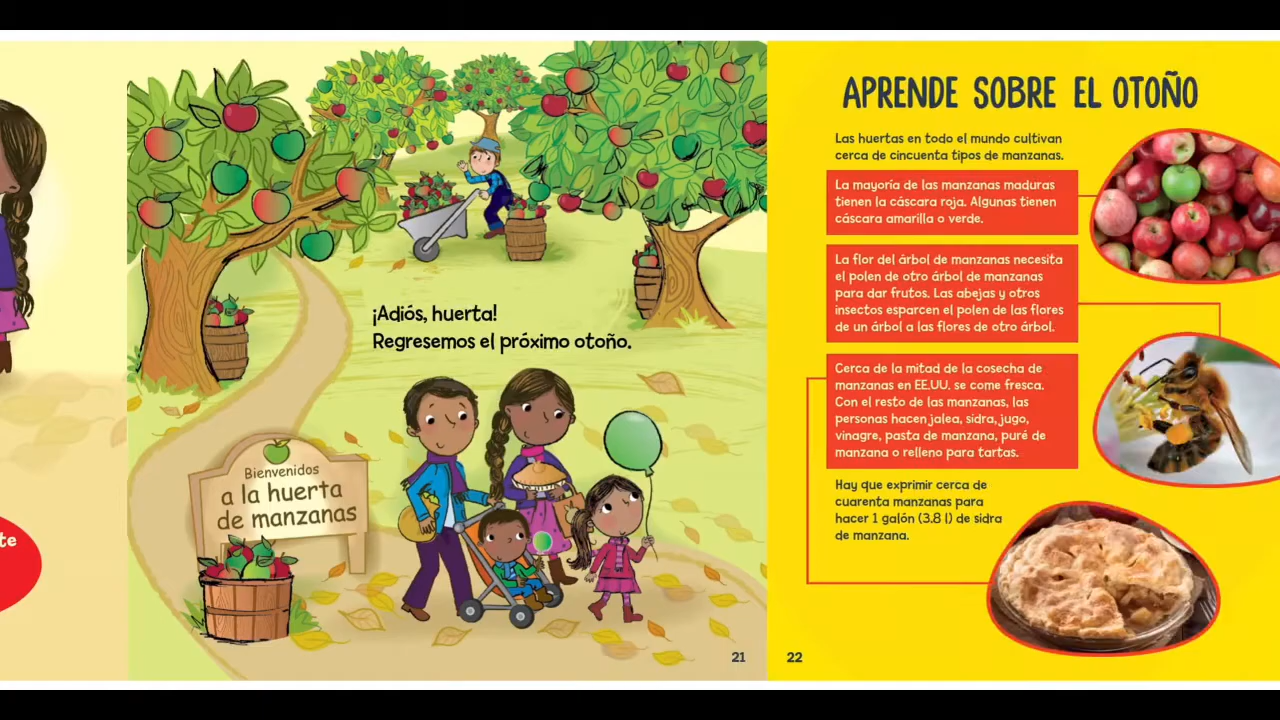 te
¡Adiós, huerta!
Regresemos el próximo otoño.
Bienvenidos
a la huerta
de manzanas
21
APRENDE SOBRE EL OTOÑO
Las huertas en todo el mundo cultivan
cerca de cincuenta tipos de manzanas.
La mayoría de las manzanas maduras
tienen la cáscara roja. Algunas tienen
cáscara amarilla o verde.
La flor del árbol de manzanas necesita
el polen de otro árbol de manzanas
para dar frutos. Las abejas y otros
insectos esparcen el polen de las flores
de un árbol a las flores de otro árbol.
Cerca de la mitad de la cosecha de
manzanas en EE.UU. se come fresca.
Con el resto de las manzanas, las
personas hacen jalea, sidra, jugo,
vinagre, pasta de manzana, puré de
manzana o relleno para tartas.
Hay que exprimir cerca de
cuarenta manzanas para
hacer 1 galón (3.8 l) de sidra
de manzana.
22